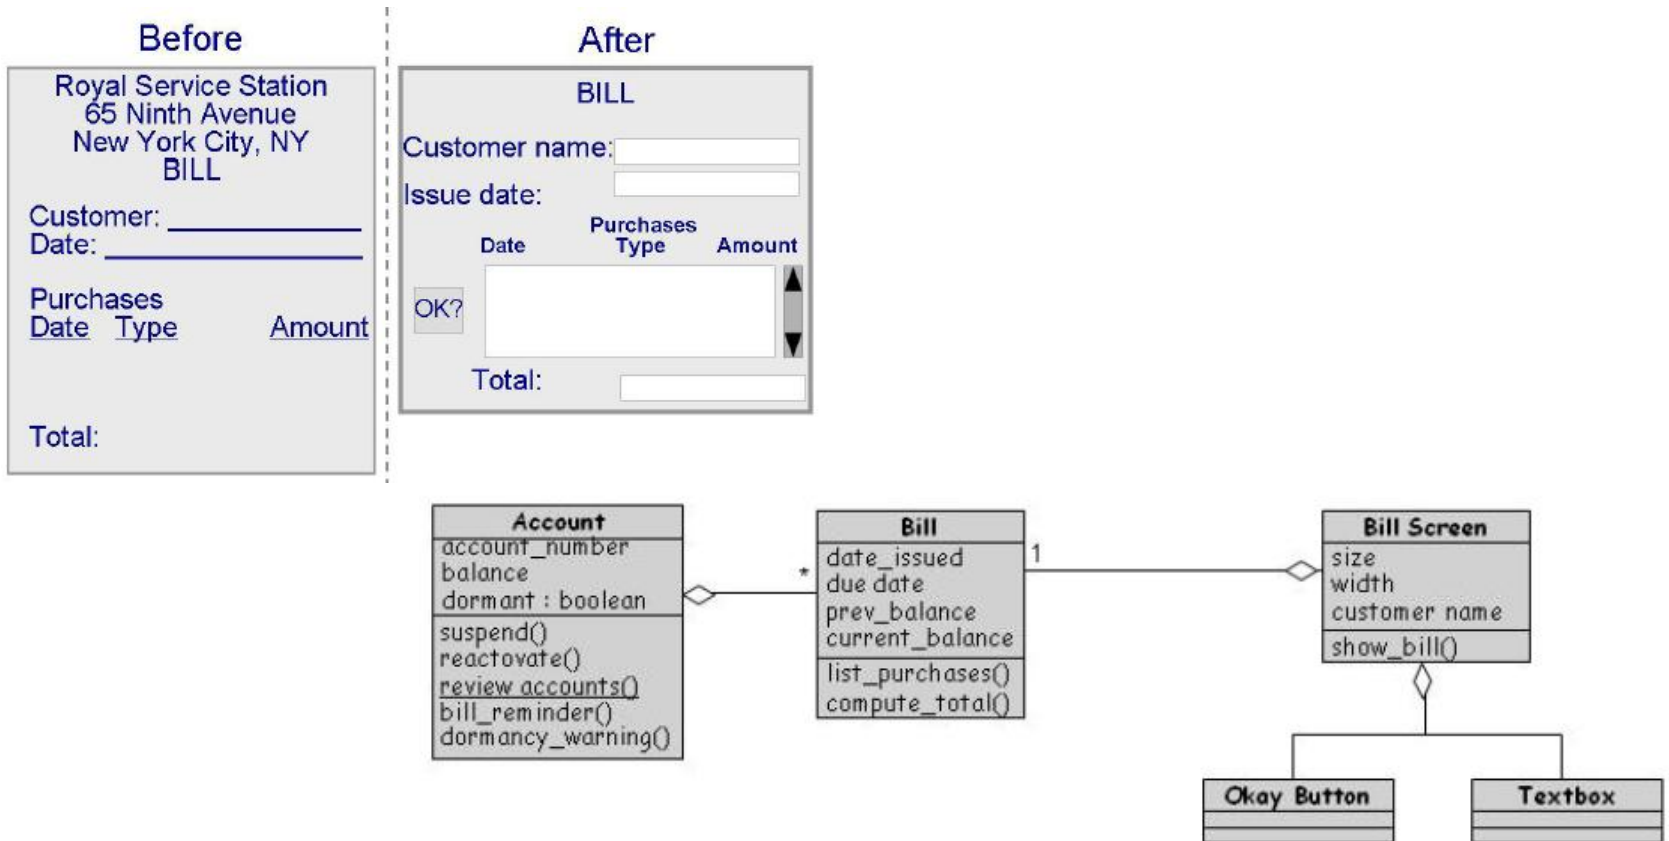 Before
Royal Service Station
65 Ninth Avenue
New York City, NY
BILL
Customer:
Date:
Purchases
Date Type Amount
Total:
After
BILL
Customer name:
Issue date:
Purchases
Date Type Amount
OK?
Total:
Account
account_number
balance
dormant : boolean
suspend()
reactovate()
review accounts()
bill_reminder()
dormancy_warning()
*
Bill
date_issued
due date
prev_balance
current_balance
list_purchases()
compute_total()
1
Bill Screen
size
width
customer name
show_bill()
Okay Button
Textbox